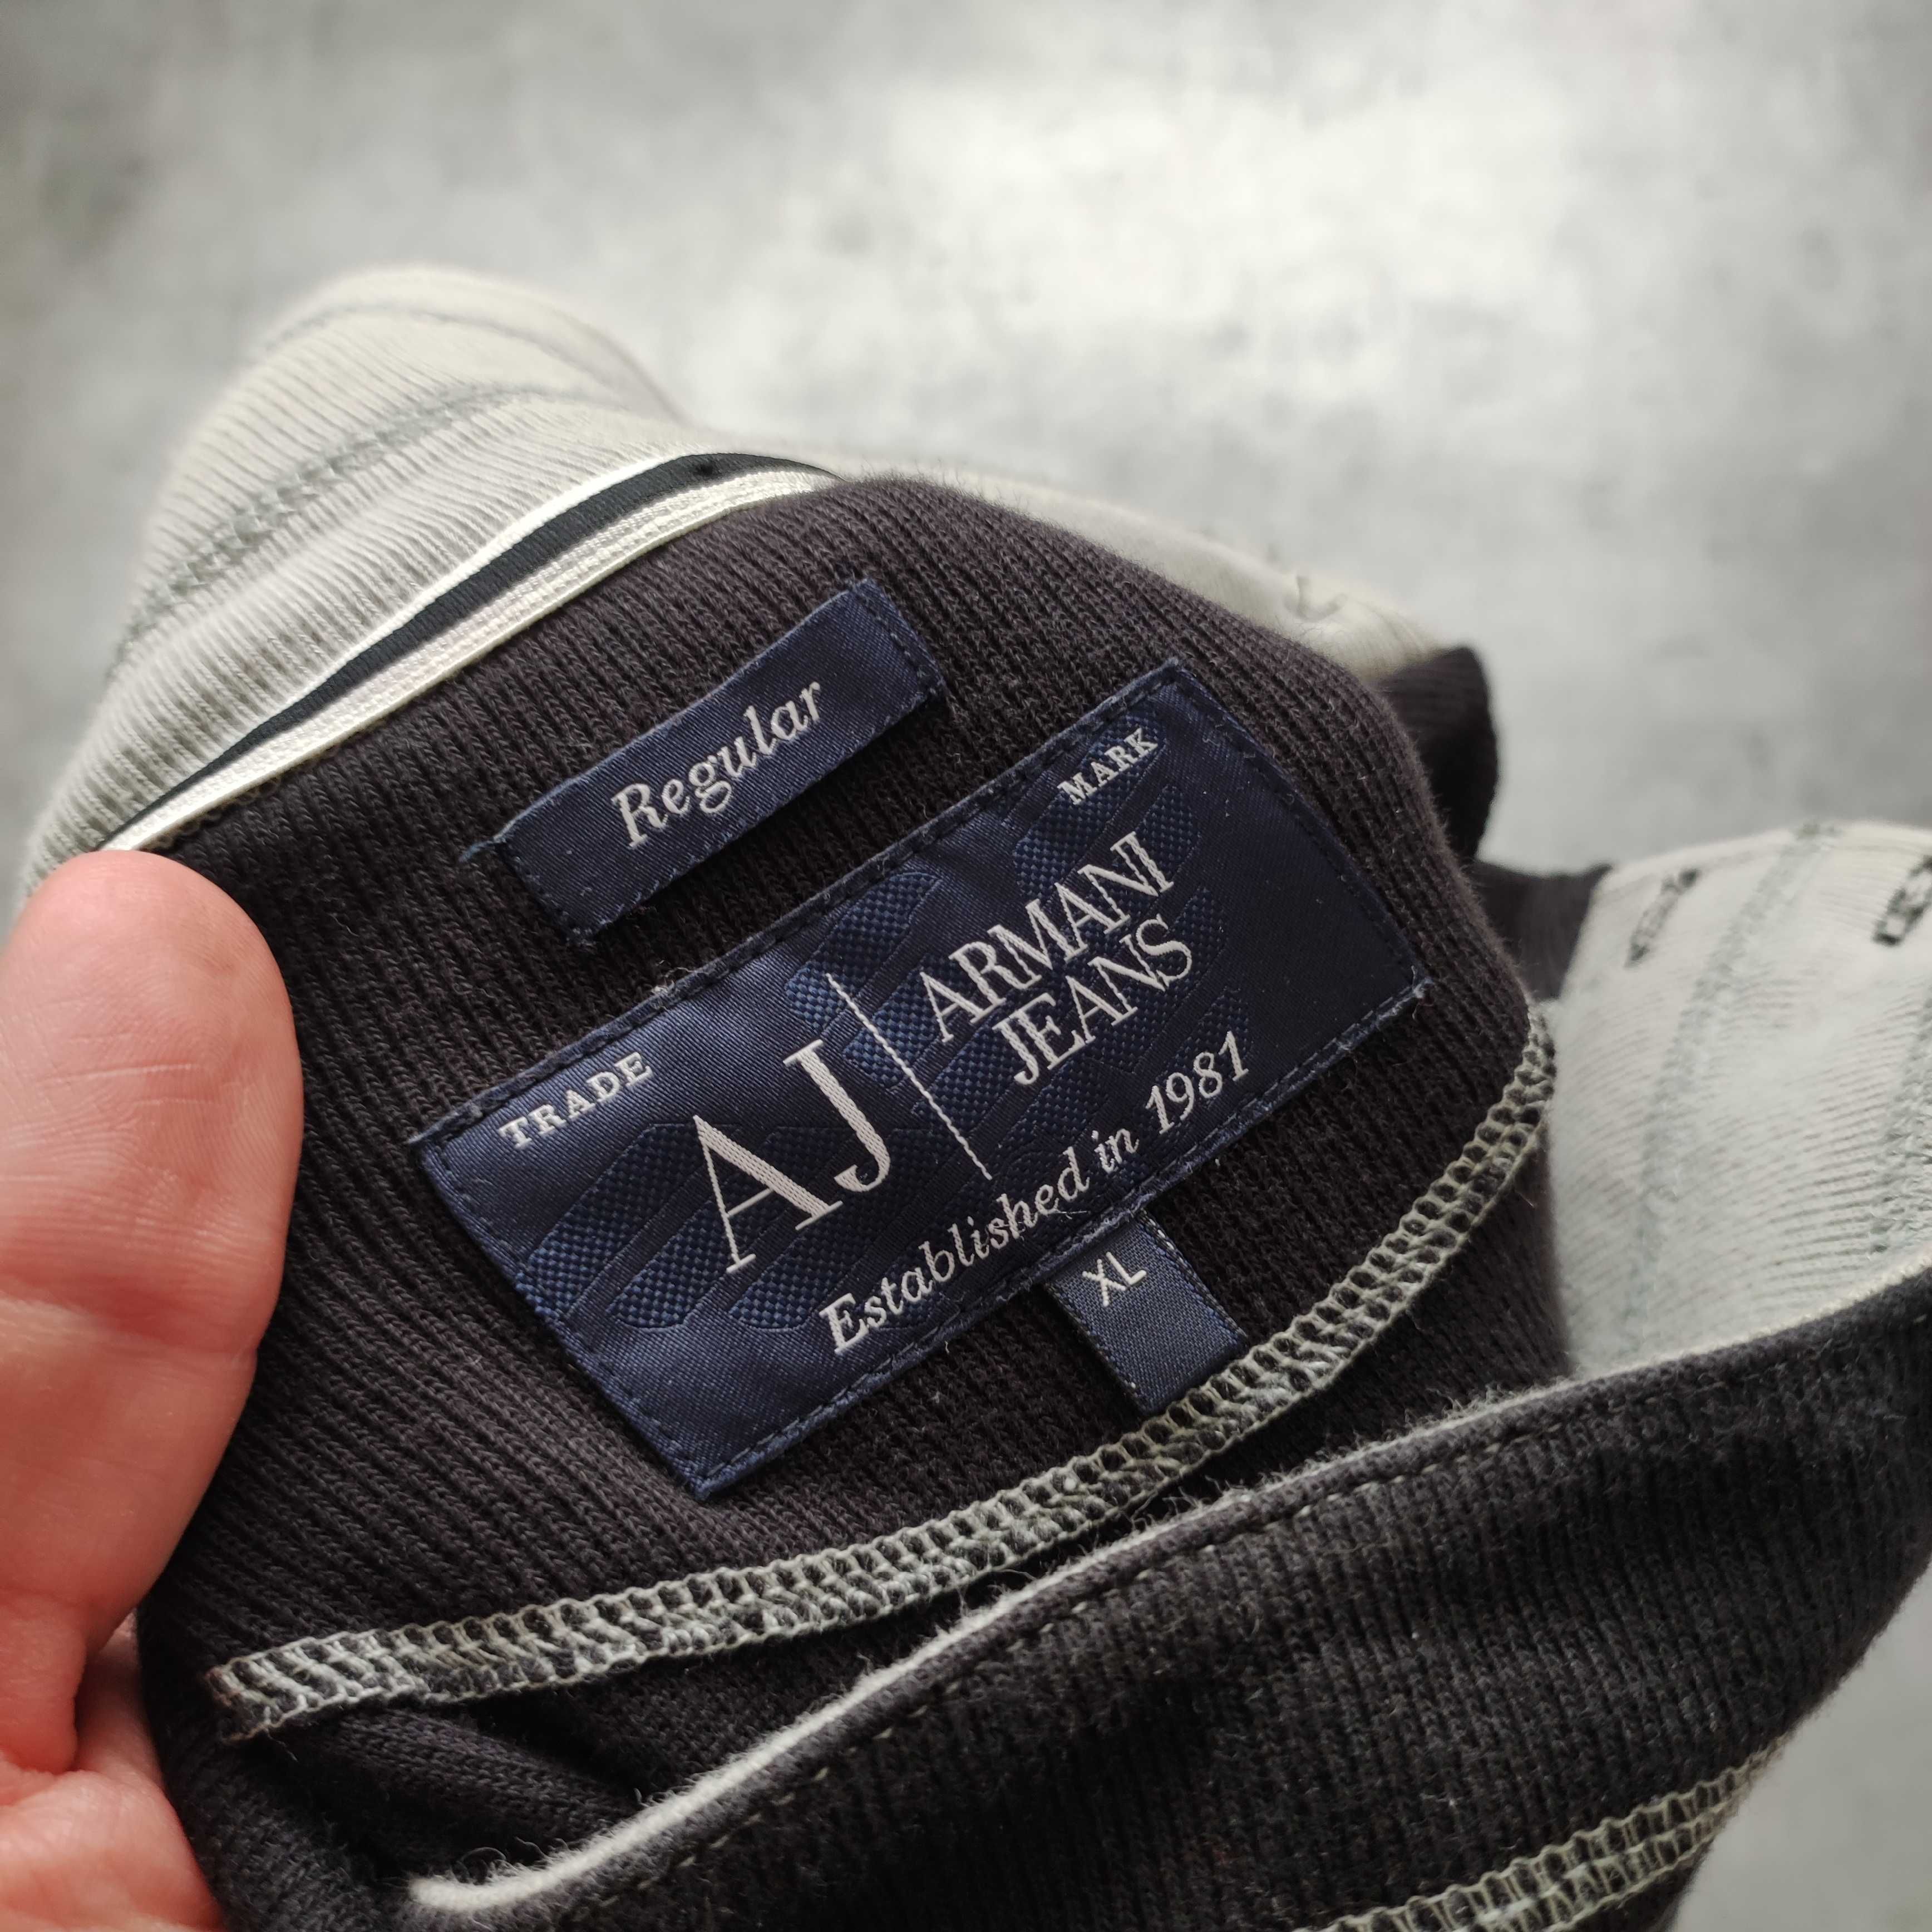 Regular
TRADE MARK
AJ ARMANI
JEANS
Established in 1981
XL